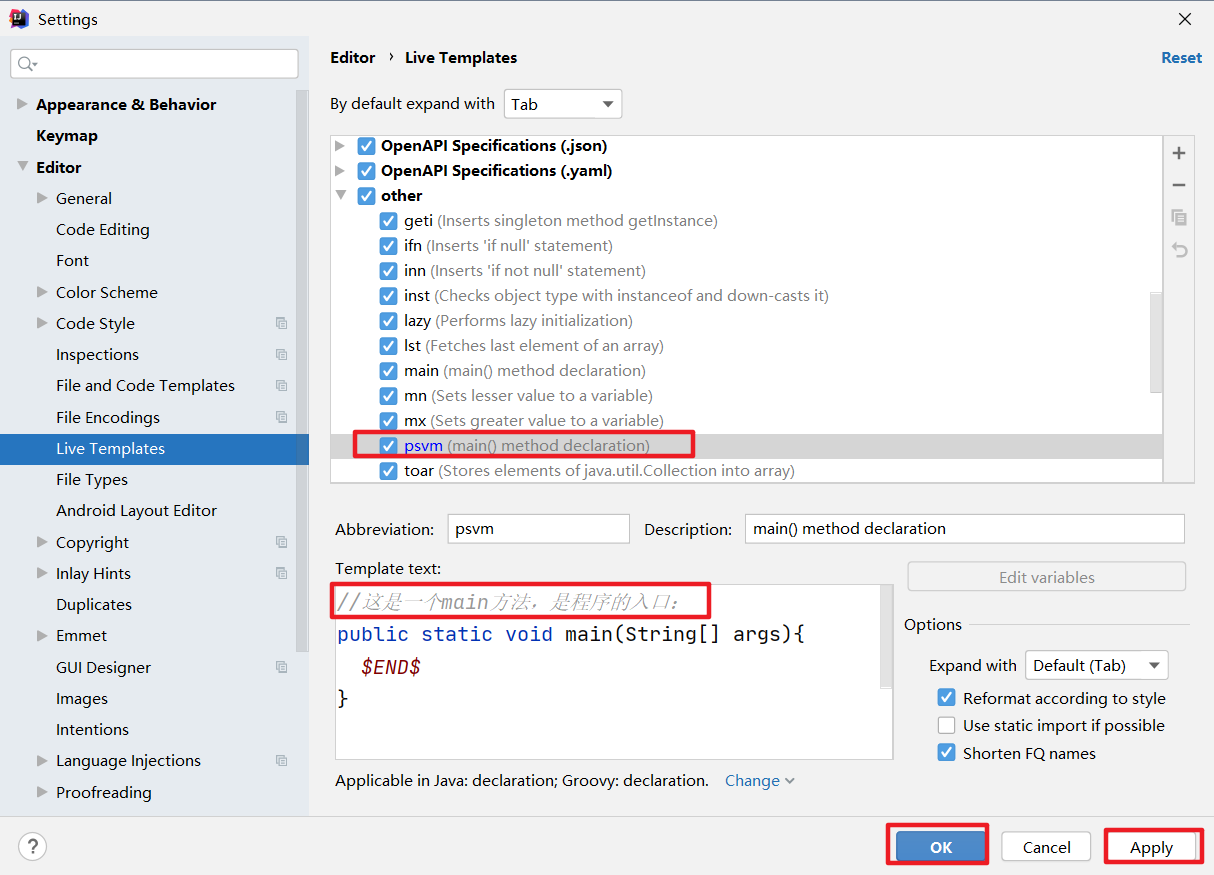 Settings
Editor › Live Templates
Reset
By default expand with Tab
Appearance & Behavior
Keymap
Editor
General
Code Editing
Font
Color Scheme
Code Style
Inspections
File and Code Templates
File Encodings
Live Templates
File Types
Android Layout Editor
Copyright
Inlay Hints
Duplicates
Emmet
GUI Designer
Images
Intentions
Language Injections
Proofreading
OpenAPI Specifications (.json)
OpenAPI Specifications (.yaml)
other
geti (Inserts singleton method getInstance)
ifn (Inserts 'if null' statement)
inn (Inserts 'if not null' statement)
inst (Checks object type with instanceof and down-casts it)
lazy (Performs lazy initialization)
lst (Fetches last element of an array)
main (main() method declaration)
mn (Sets lesser value to a variable)
mx (Sets greater value to a variable)
psvm (main() method declaration)
toar (Stores elements of java.util.Collection into array)
Abbreviation: psvm Description: main() method declaration
Template text:
//这是一个main方法，是程序的入口：
public static void main(String[] args){
$END$
}
Edit variables
Options
Expand with Default (Tab)
Reformat according to style
Use static import if possible
Shorten FQ names
Applicable in Java: declaration; Groovy: declaration. Change
?
OK Cancel Apply